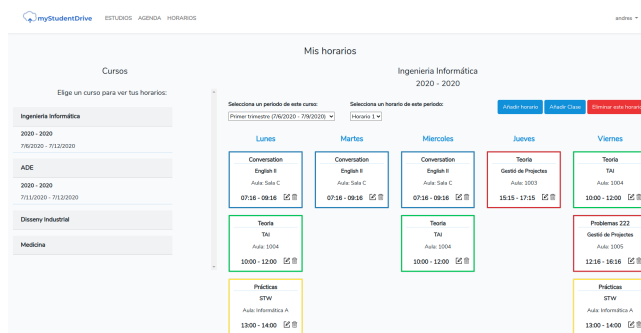 myStudentDrive ESTUDIOS AGENDA HORARIOS andres
Mis horarios
Cursos
Elige un curso para ver tus horarios:
Ingenieria Informática
2020 - 2020
7/6/2020 - 7/12/2020
ADE
2020 - 2020
7/11/2020 - 7/12/2020
Disseny Industrial
Medicina
Ingenieria Informática
2020 - 2020
Selecciona un periodo de este curso: Selecciona un horario de este periodo:
Primer trimestre (7/6/2020 - 7/9/2020) Horario 1
Añadir horario Añadir Clase Eliminar este horario
Lunes Martes Miercoles Jueves Viernes
Conversation Conversation Conversation Teoria Teoria
English II English II English II Gestió de Projectes TAI
Aula: Sala C Aula: Sala C Aula: Sala C Aula: 1003 Aula: 1004
07:16 - 09:16 07:16 - 09:16 07:16 - 09:16 15:15 - 17:15 10:00 - 12:00
Teoria Teoria Problemas 222
TAI TAI Gestió de Projectes
Aula: 1004 Aula: 1004 Aula: 1005
10:00 - 12:00 10:00 - 12:00 12:16 - 16:16
Prácticas Prácticas
STW STW
Aula: Informática A Aula: Informática A
13:00 - 14:00 13:00 - 14:00